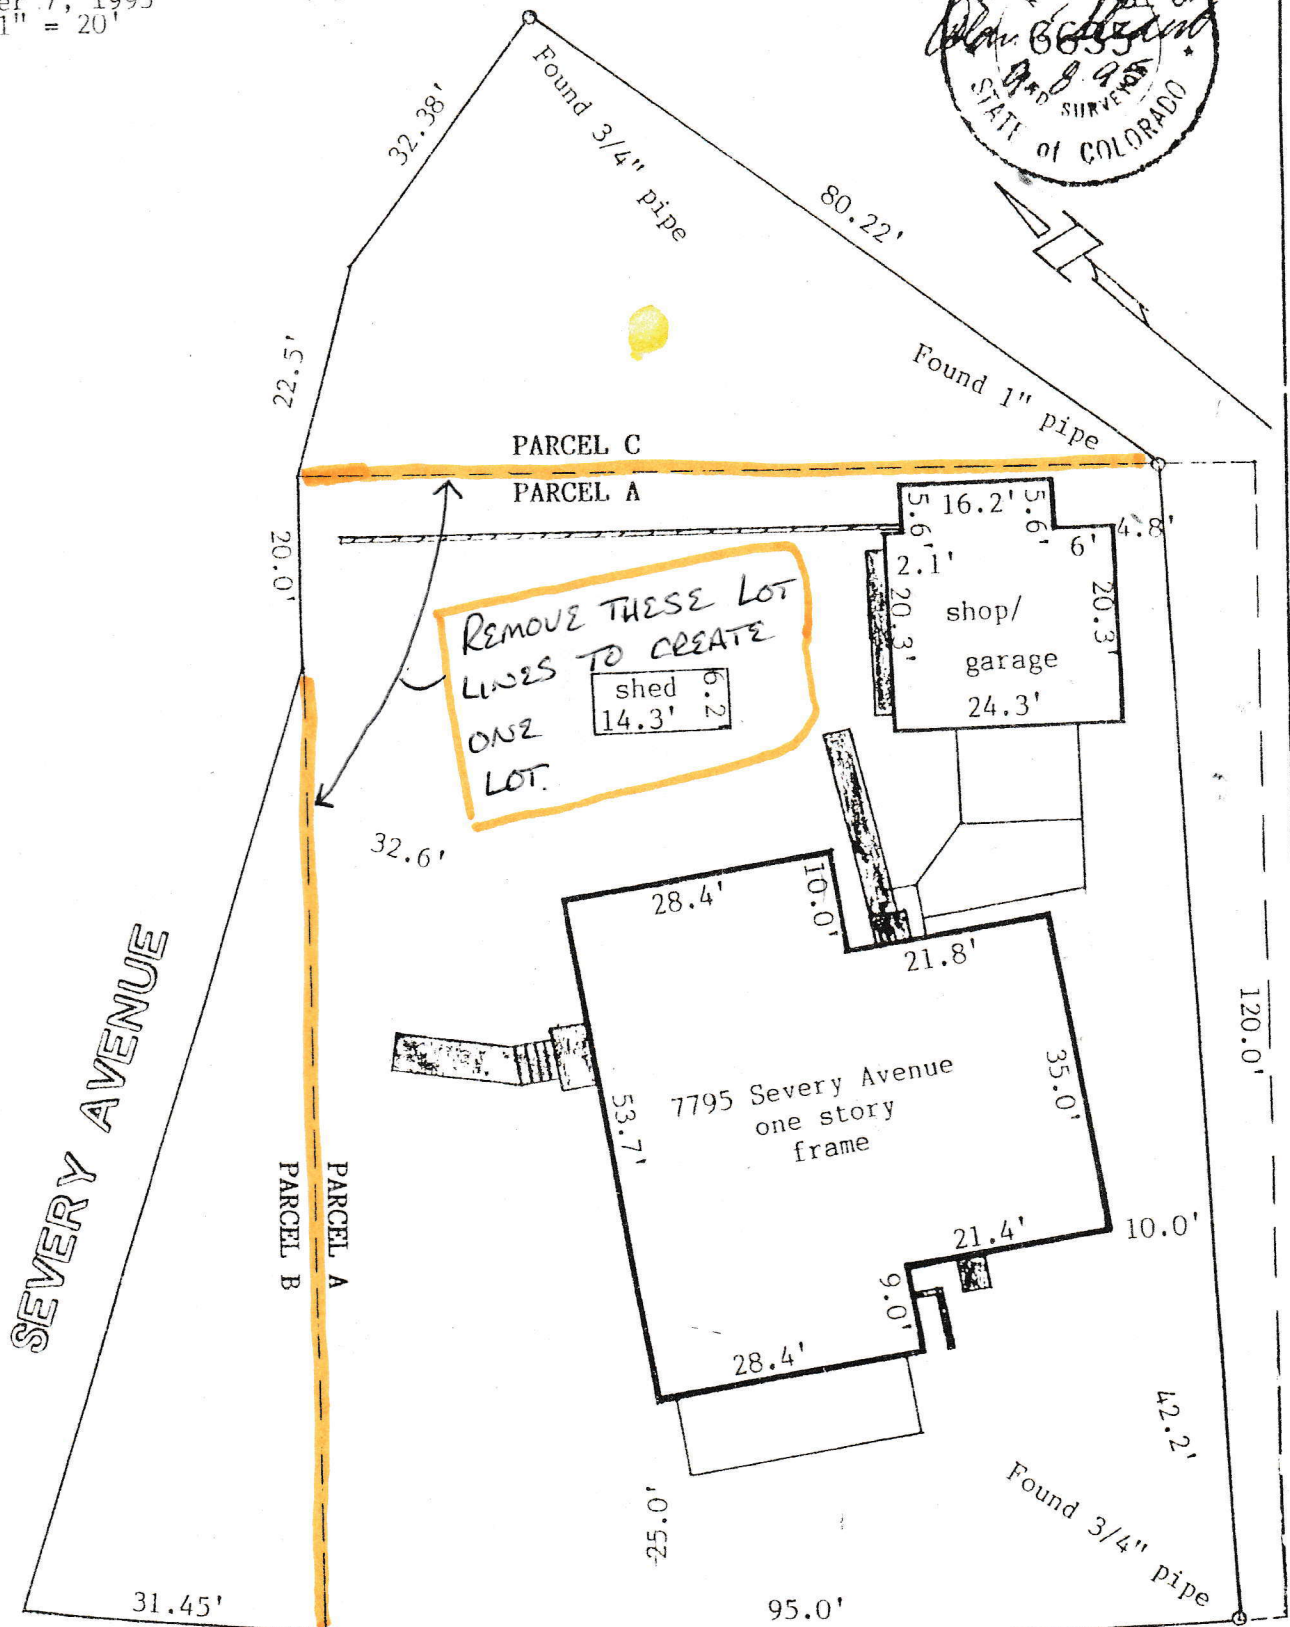 7, 1995
1" = 20'
6635
SURVEYOR
STATE of COLORADO
32.38'
Found 3/4" pipe
80.22'
22.5'
Found 1" pipe
PARCEL C
PARCEL A
20.0'
5.6'
16.2'
5.6'
6'
4.8'
2.1'
20.3'
shop/
garage
20.3'
24.3'
REMOVE THESE LOT
LINES TO CREATE
ONE
LOT.
shed
14.3'
6.2'
32.6'
28.4'
10.0'
21.8'
SEVERY AVENUE
120.0'
53.7'
7795 Severy Avenue
one story
frame
35.0'
PARCEL A
PARCEL B
21.4'
10.0'
9.0'
28.4'
42.2'
25.0'
Found 3/4" pipe
31.45'
95.0'